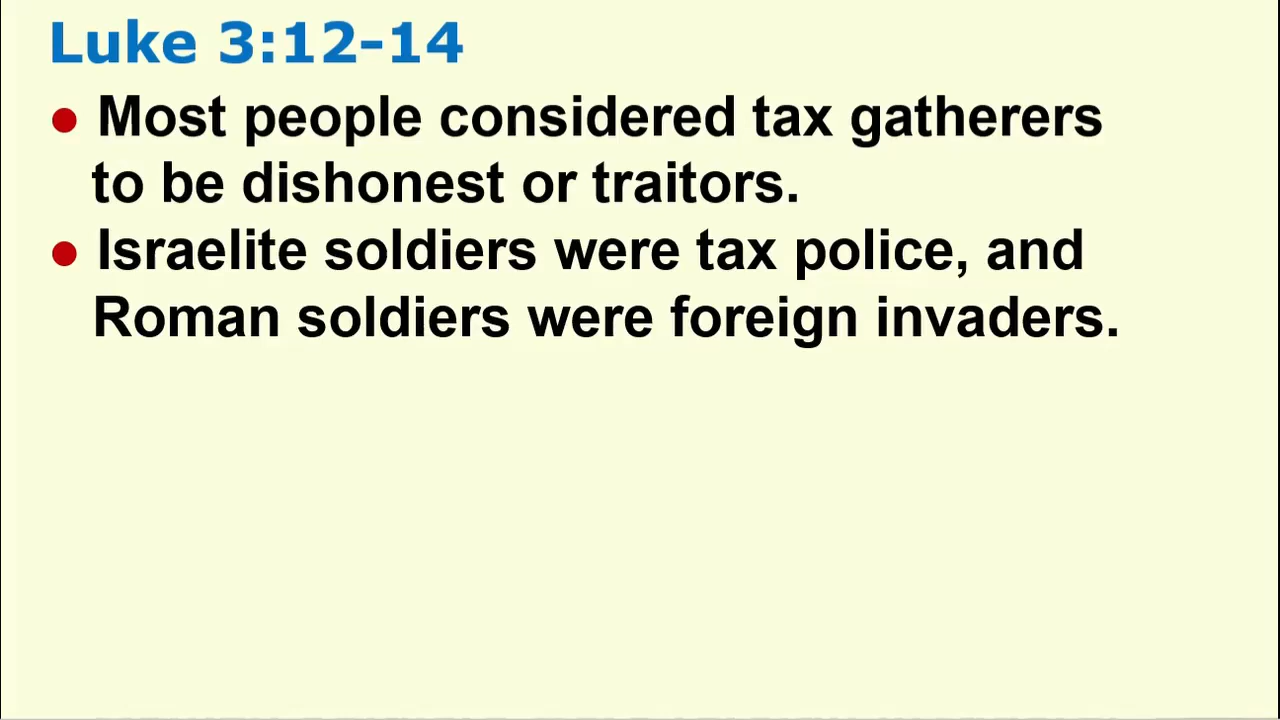 Luke 3:12-14
● Most people considered tax gatherers
to be dishonest or traitors.
● Israelite soldiers were tax police, and
Roman soldiers were foreign invaders.